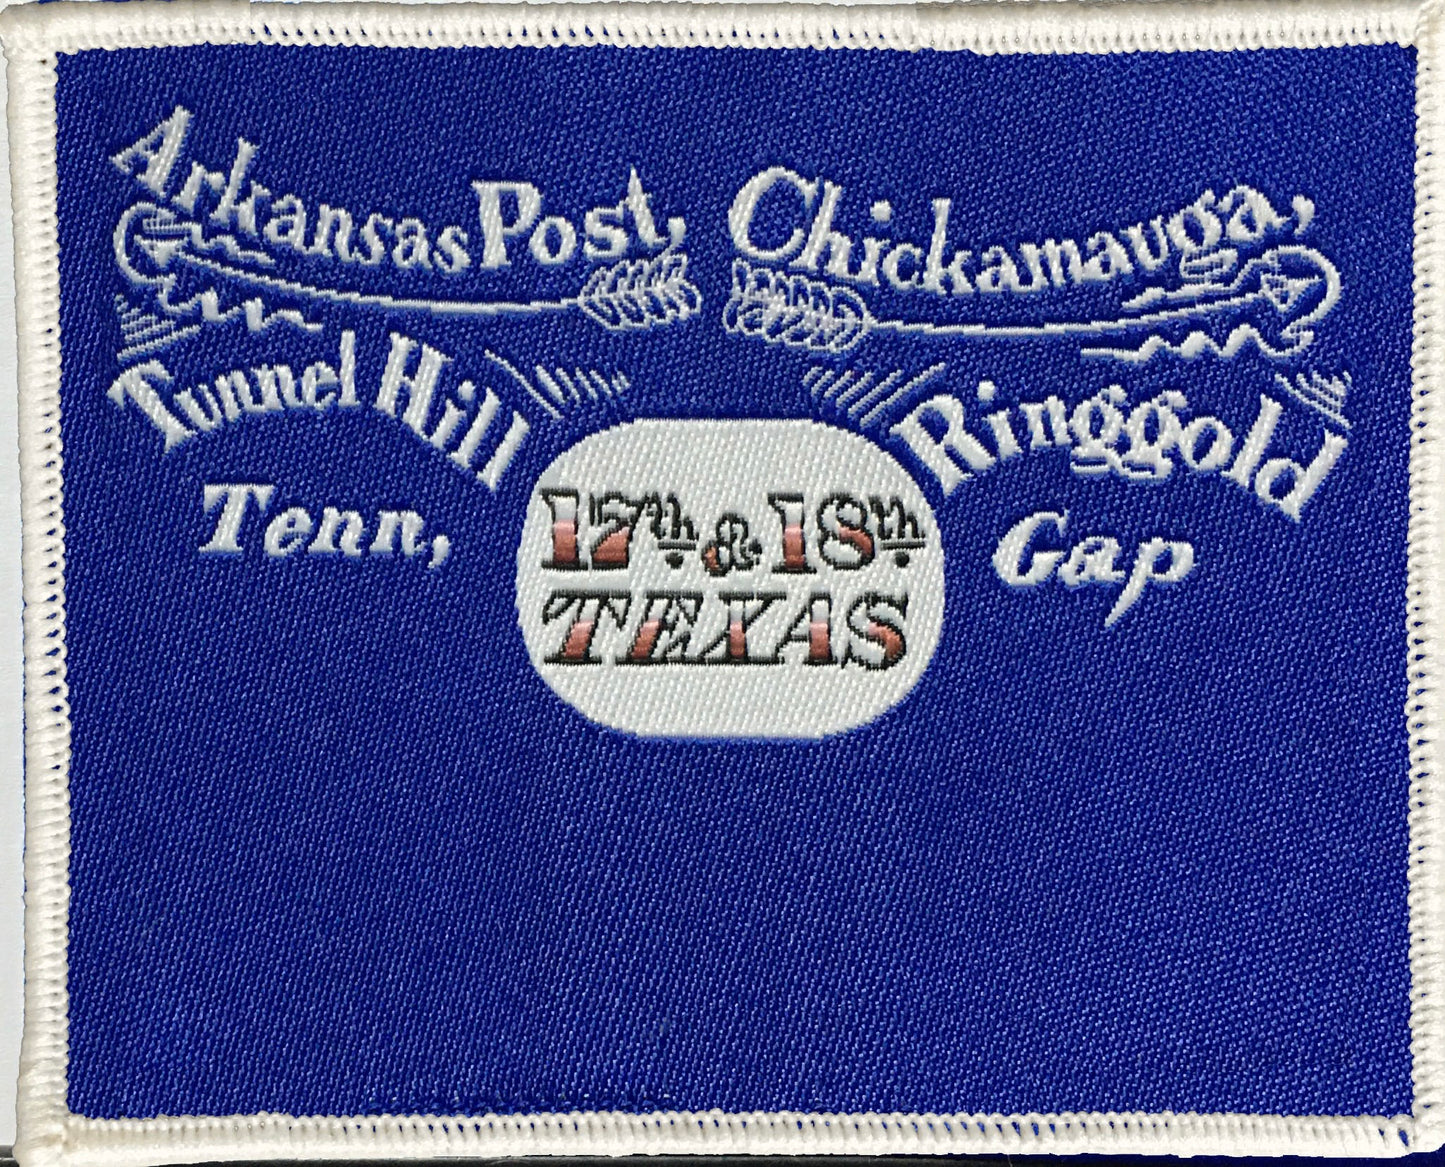 Arkansas Post, Chickamauga,
Tunnel Hill Ringgold
Tenn, Gap
17th & 18th
TEXAS